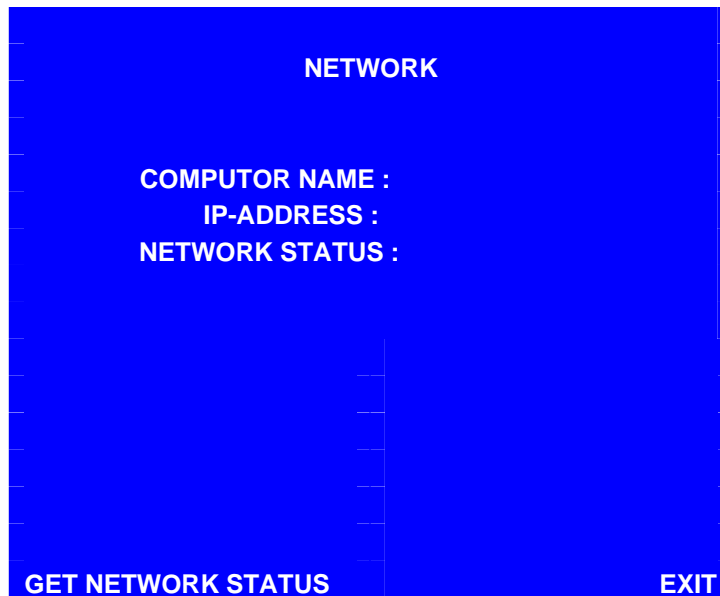 NETWORK
COMPUTOR NAME :
IP-ADDRESS :
NETWORK STATUS :
GET NETWORK STATUS EXIT